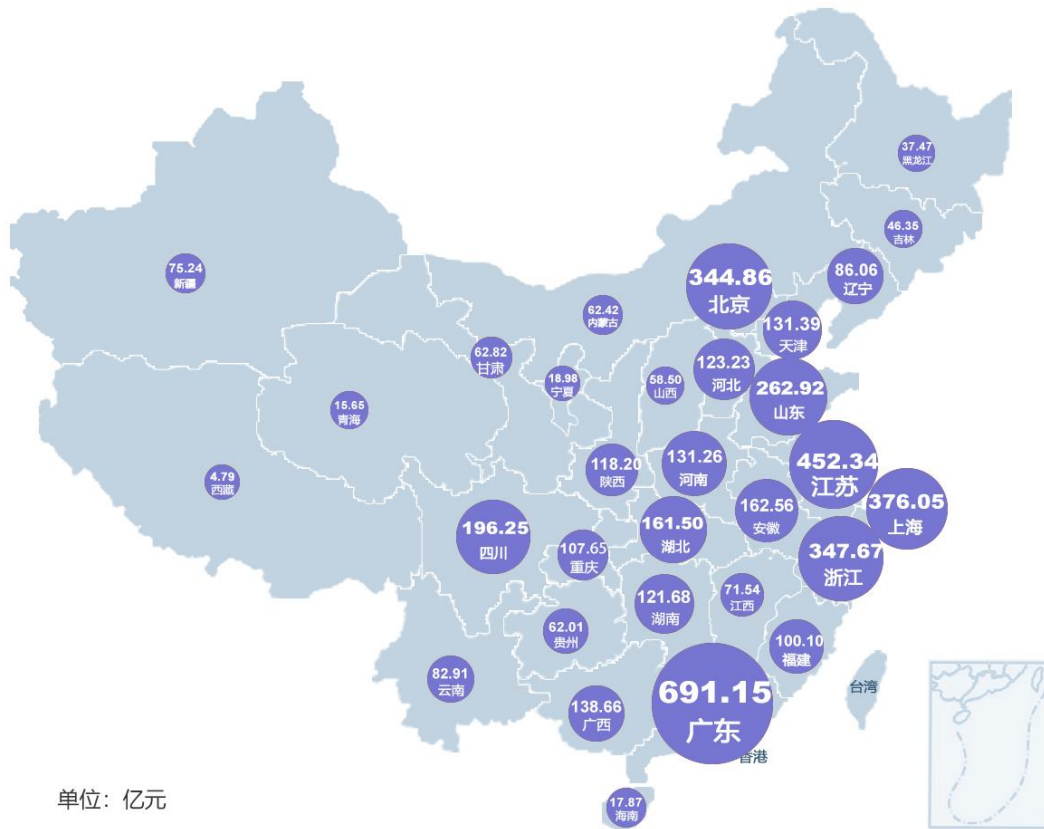 37.47
黑龙江
46.35
吉林
75.24
新疆
344.86
北京
86.06
辽宁
62.42
内蒙古
131.39
天津
62.82
甘肃
123.23
河北
18.98
宁夏
58.50
山西
262.92
山东
15.65
青海
118.20
陕西
131.26
河南
452.34
江苏
4.79
西藏
376.05
上海
162.56
安徽
196.25
四川
161.50
湖北
107.65
重庆
347.67
浙江
121.68
湖南
71.54
江西
62.01
贵州
100.10
福建
82.91
云南
691.15
广东
138.66
广西
台湾
香港
17.87
海南
单位：亿元